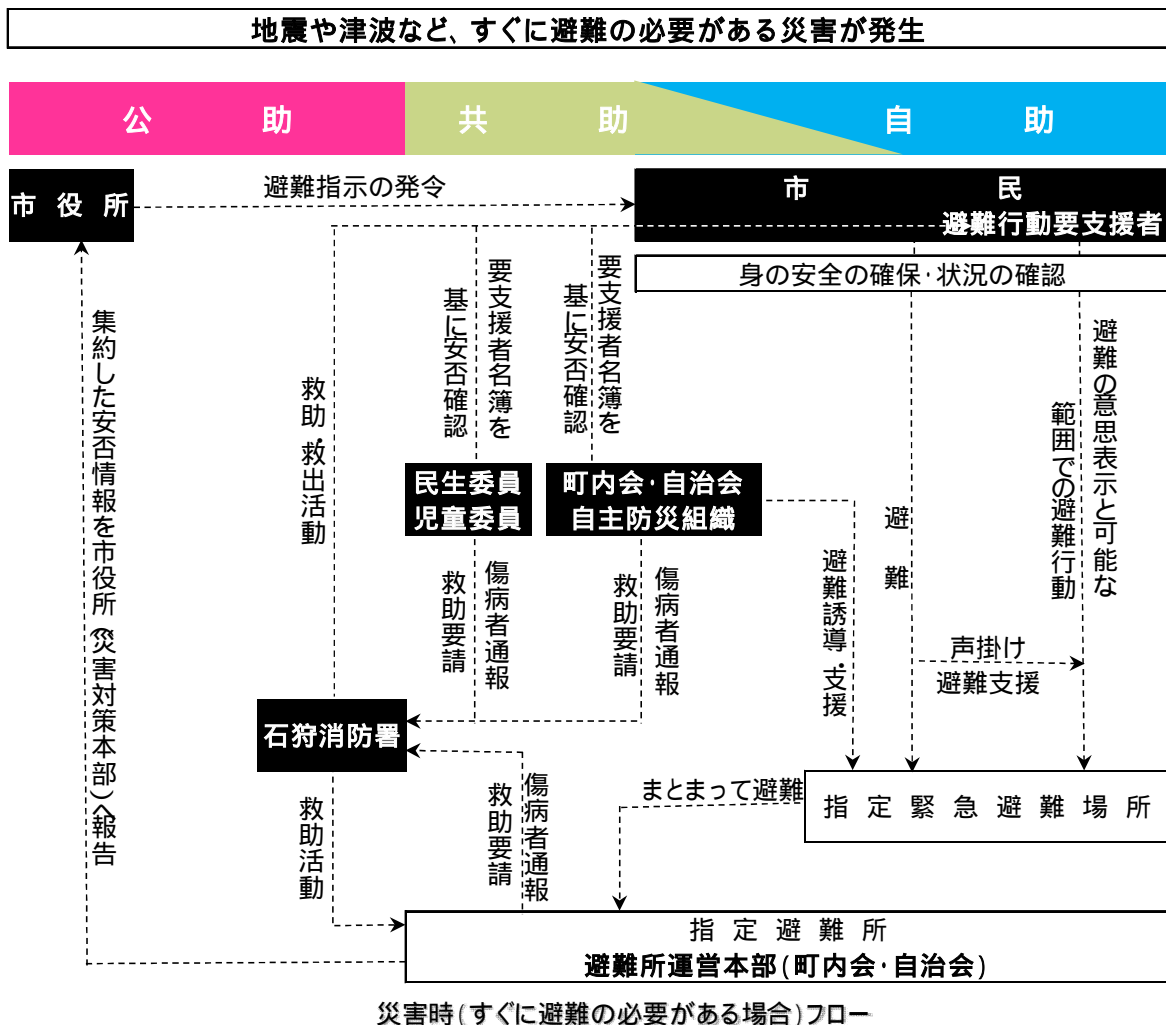 地震や津波など、すぐに避難の必要がある災害が発生
公助
共助
自助
市役所
避難指示の発令
市民
避難行動要支援者
身の安全の確保・状況の確認
集約した安否情報を市役所(災害対策本部)へ報告
救助・救出活動
要支援者名簿を
基に安否確認
要支援者名簿を
基に安否確認
避難の意思表示と可能な
範囲での避難行動
民生委員
児童委員
町内会・自治会
自主防災組織
避難
傷病者通報
救助要請
傷病者通報
救助要請
避難誘導・支援
声掛け
避難支援
石狩消防署
まとまって避難
指定緊急避難場所
救助活動
傷病者通報
救助要請
指定避難所
避難所運営本部(町内会・自治会)
災害時(すぐに避難の必要がある場合)フロー